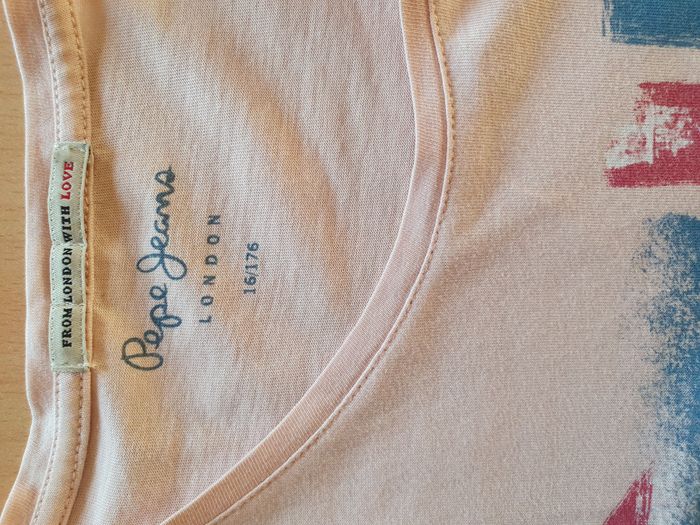 FROM LONDON WITH LOVE
Pepe Jeans
LONDON
16/176